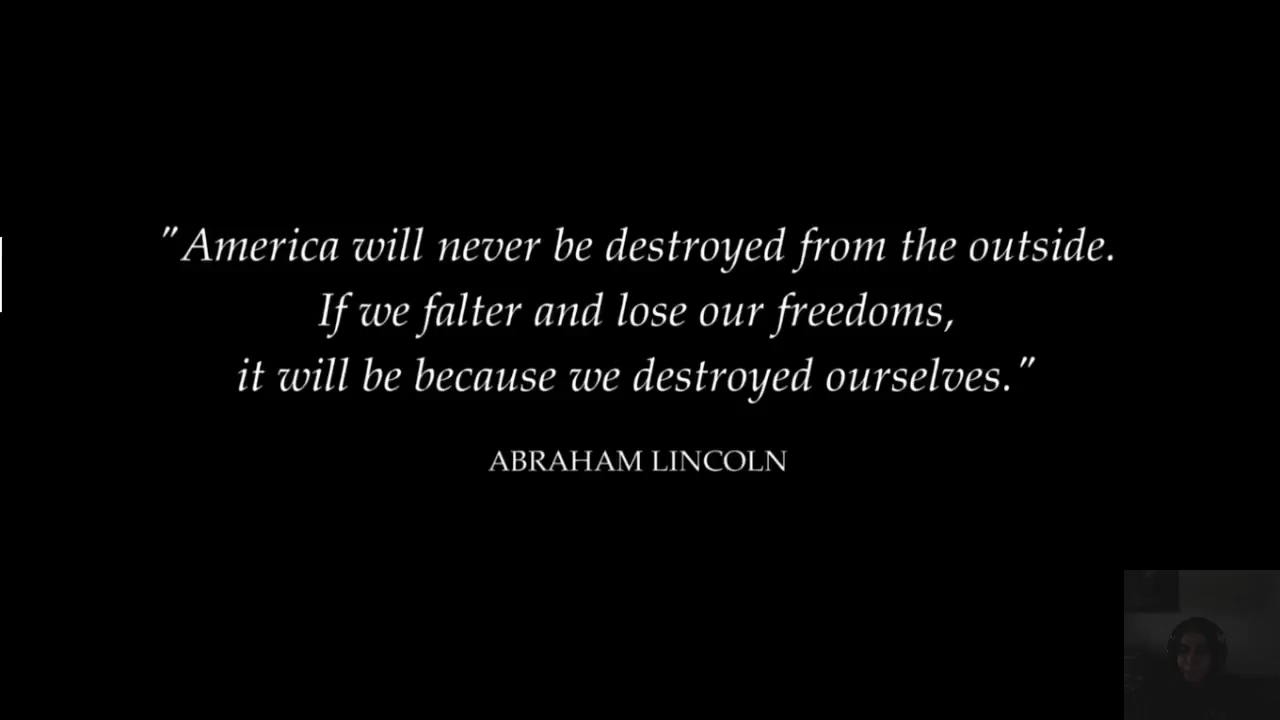 "America will never be destroyed from the outside.
If we falter and lose our freedoms,
it will be because we destroyed ourselves."
ABRAHAM LINCOLN